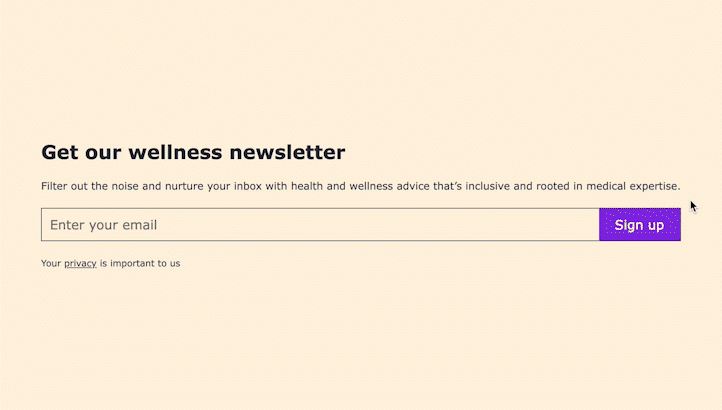 Get our wellness newsletter
Filter out the noise and nurture your inbox with health and wellness advice that’s inclusive and rooted in medical expertise.
Enter your email
Sign up
Your privacy is important to us